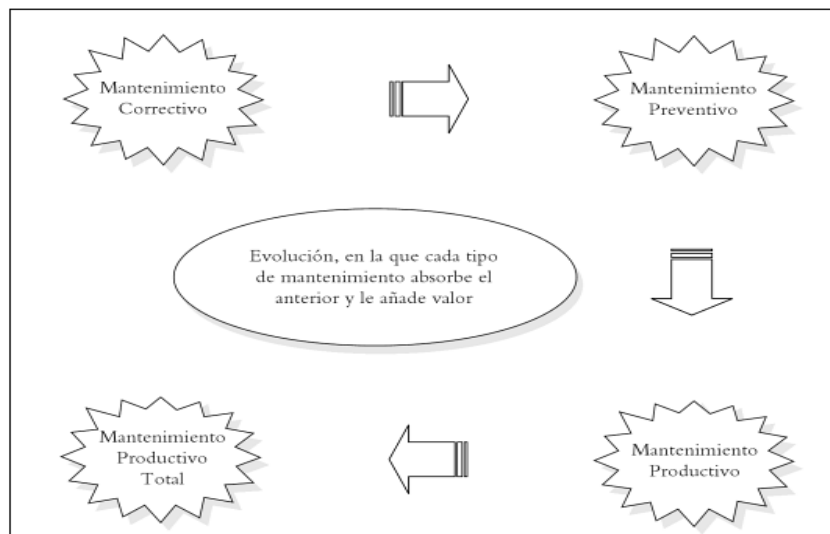 Mantenimiento
Correctivo
Mantenimiento
Preventivo
Evolución, en la que cada tipo
de mantenimiento absorbe el
anterior y le añade valor
Mantenimiento
Productivo
Total
Mantenimiento
Productivo